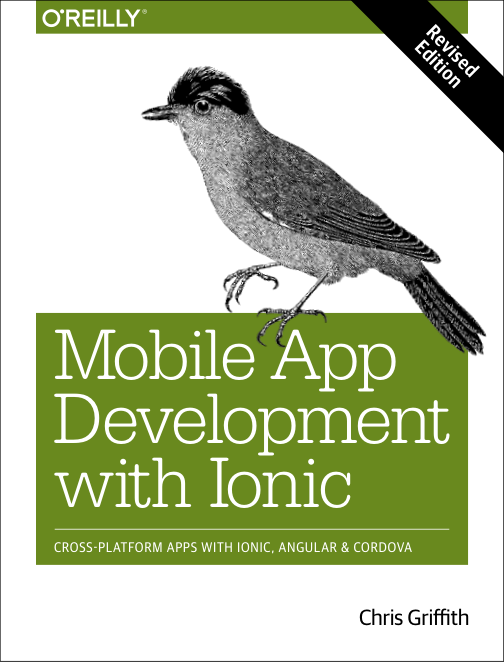 O'REILLY®
Revised
Edition
Mobile App
Development
with Ionic
CROSS-PLATFORM APPS WITH IONIC, ANGULAR & CORDOVA
Chris Griffith